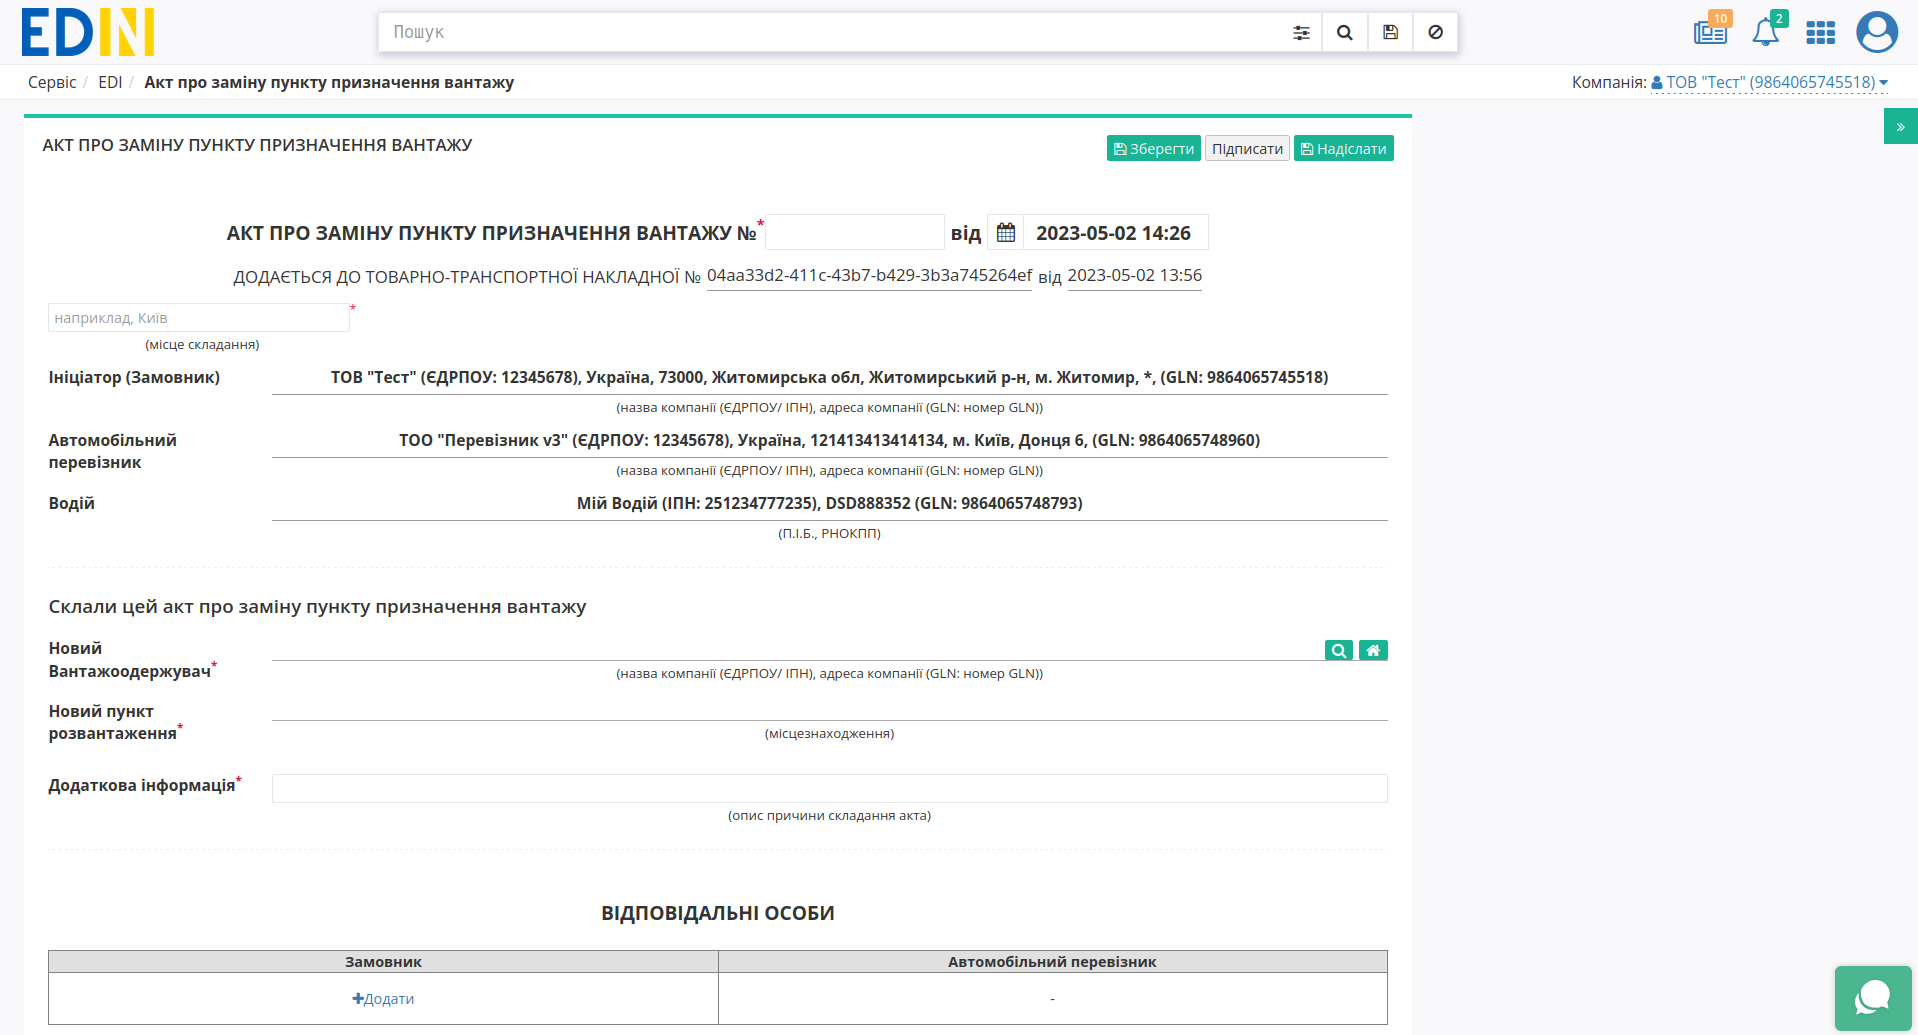 EDIN
Пошук
10
2
Сервіс / EDI / Акт про заміну пункту призначення вантажу
Компанія: ТОВ "Тест" (9864065745518)
»
АКТ ПРО ЗАМІНУ ПУНКТУ ПРИЗНАЧЕННЯ ВАНТАЖУ
Зберегти Підписати Надіслати
АКТ ПРО ЗАМІНУ ПУНКТУ ПРИЗНАЧЕННЯ ВАНТАЖУ №* від 2023-05-02 14:26
ДОДАЄТЬСЯ ДО ТОВАРНО-ТРАНСПОРТНОЇ НАКЛАДНОЇ № 04aa33d2-411c-43b7-b429-3b3a745264ef від 2023-05-02 13:56
наприклад, Київ *
(місце складання)
Ініціатор (Замовник) ТОВ "Тест" (ЄДРПОУ: 12345678), Україна, 73000, Житомирська обл, Житомирський р-н, м. Житомир, *, (GLN: 9864065745518)
(назва компанії (ЄДРПОУ/ ІПН), адреса компанії (GLN: номер GLN))
Автомобільний
перевізник
ТОО "Перевізник v3" (ЄДРПОУ: 12345678), Україна, 121413413414134, м. Київ, Донця 6, (GLN: 9864065748960)
(назва компанії (ЄДРПОУ/ ІПН), адреса компанії (GLN: номер GLN))
Водій Мій Водій (ІПН: 251234777235), DSD888352 (GLN: 9864065748793)
(П.І.Б., РНОКПП)
Склали цей акт про заміну пункту призначення вантажу
Новий
Вантажоодержувач*
(назва компанії (ЄДРПОУ/ ІПН), адреса компанії (GLN: номер GLN))
Новий пункт
розвантаження*
(місцезнаходження)
Додаткова інформація*
(опис причини складання акта)
ВІДПОВІДАЛЬНІ ОСОБИ
Замовник Автомобільний перевізник
Додати -